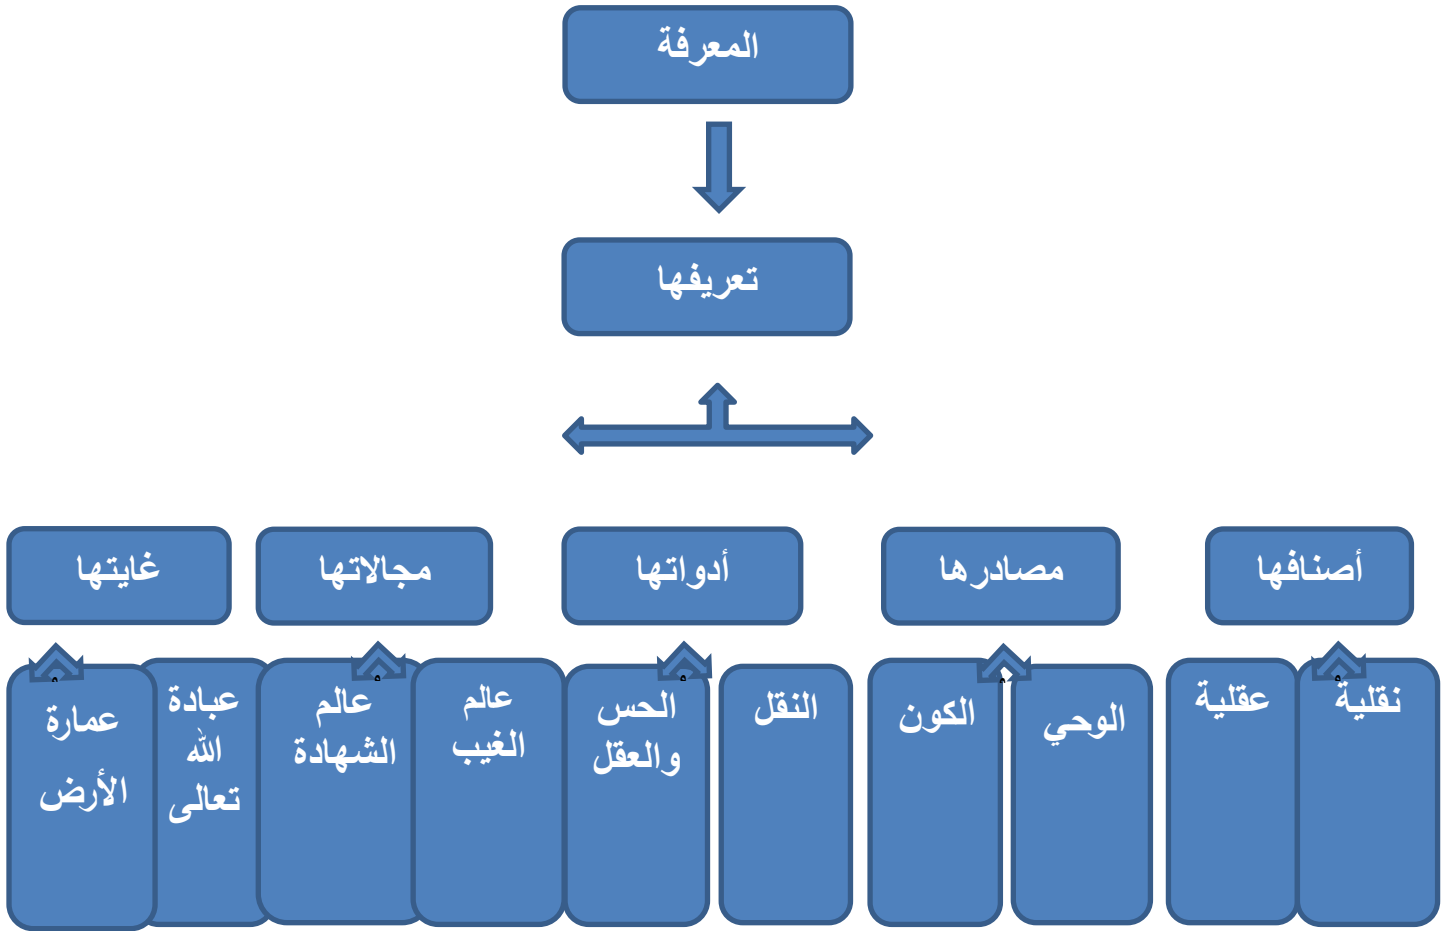 المعرفة
تعريفها
أصنافها
مصادرها
أدواتها
مجالاتها
غايتها
نقلية
عقلية
الوحي
الكون
النقل
الحس
والعقل
عالم
الغيب
عالم
الشهادة
عبادة
الله
تعالى
عمارة
الأرض